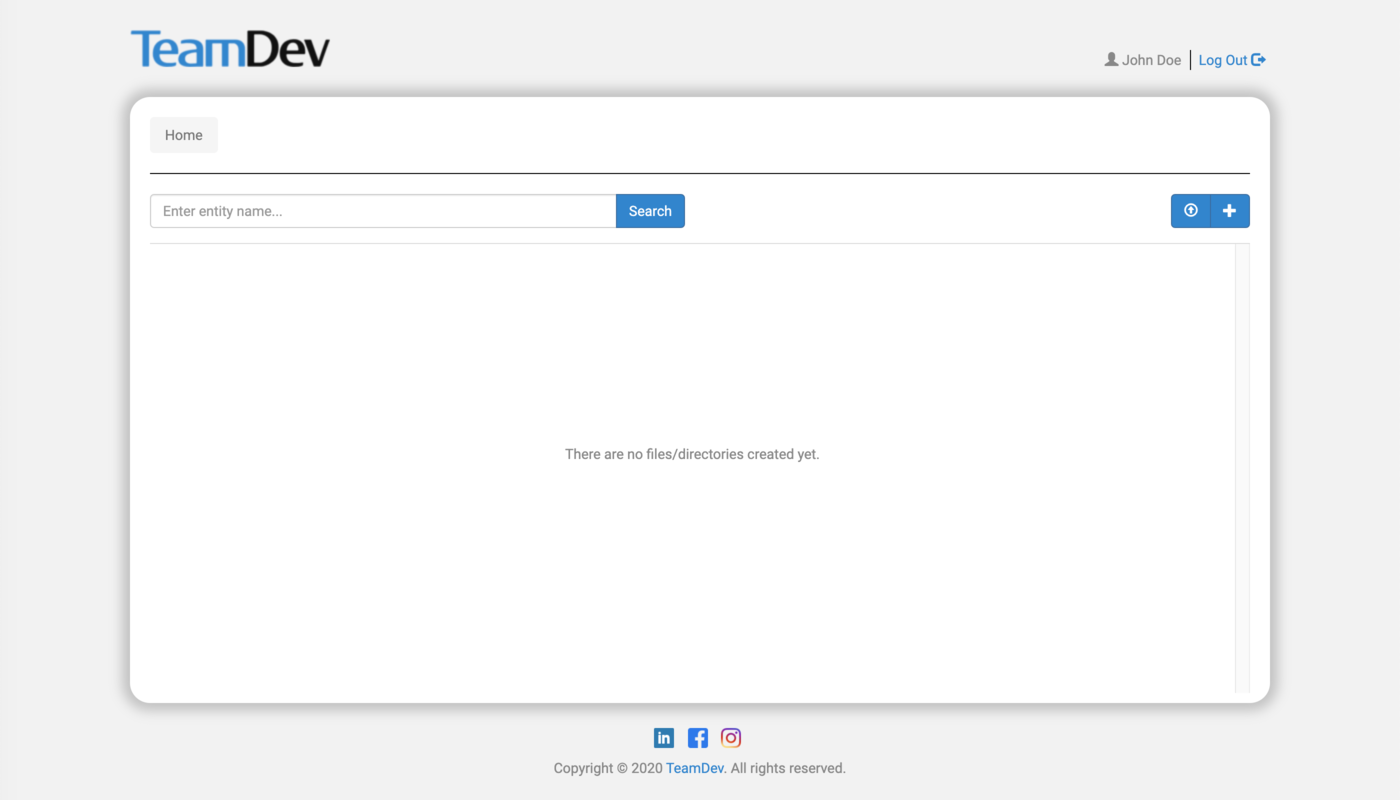 TeamDev
John Doe
Log Out
Home
Enter entity name...
Search
There are no files/directories created yet.
in
Copyright © 2020 TeamDev. All rights reserved.